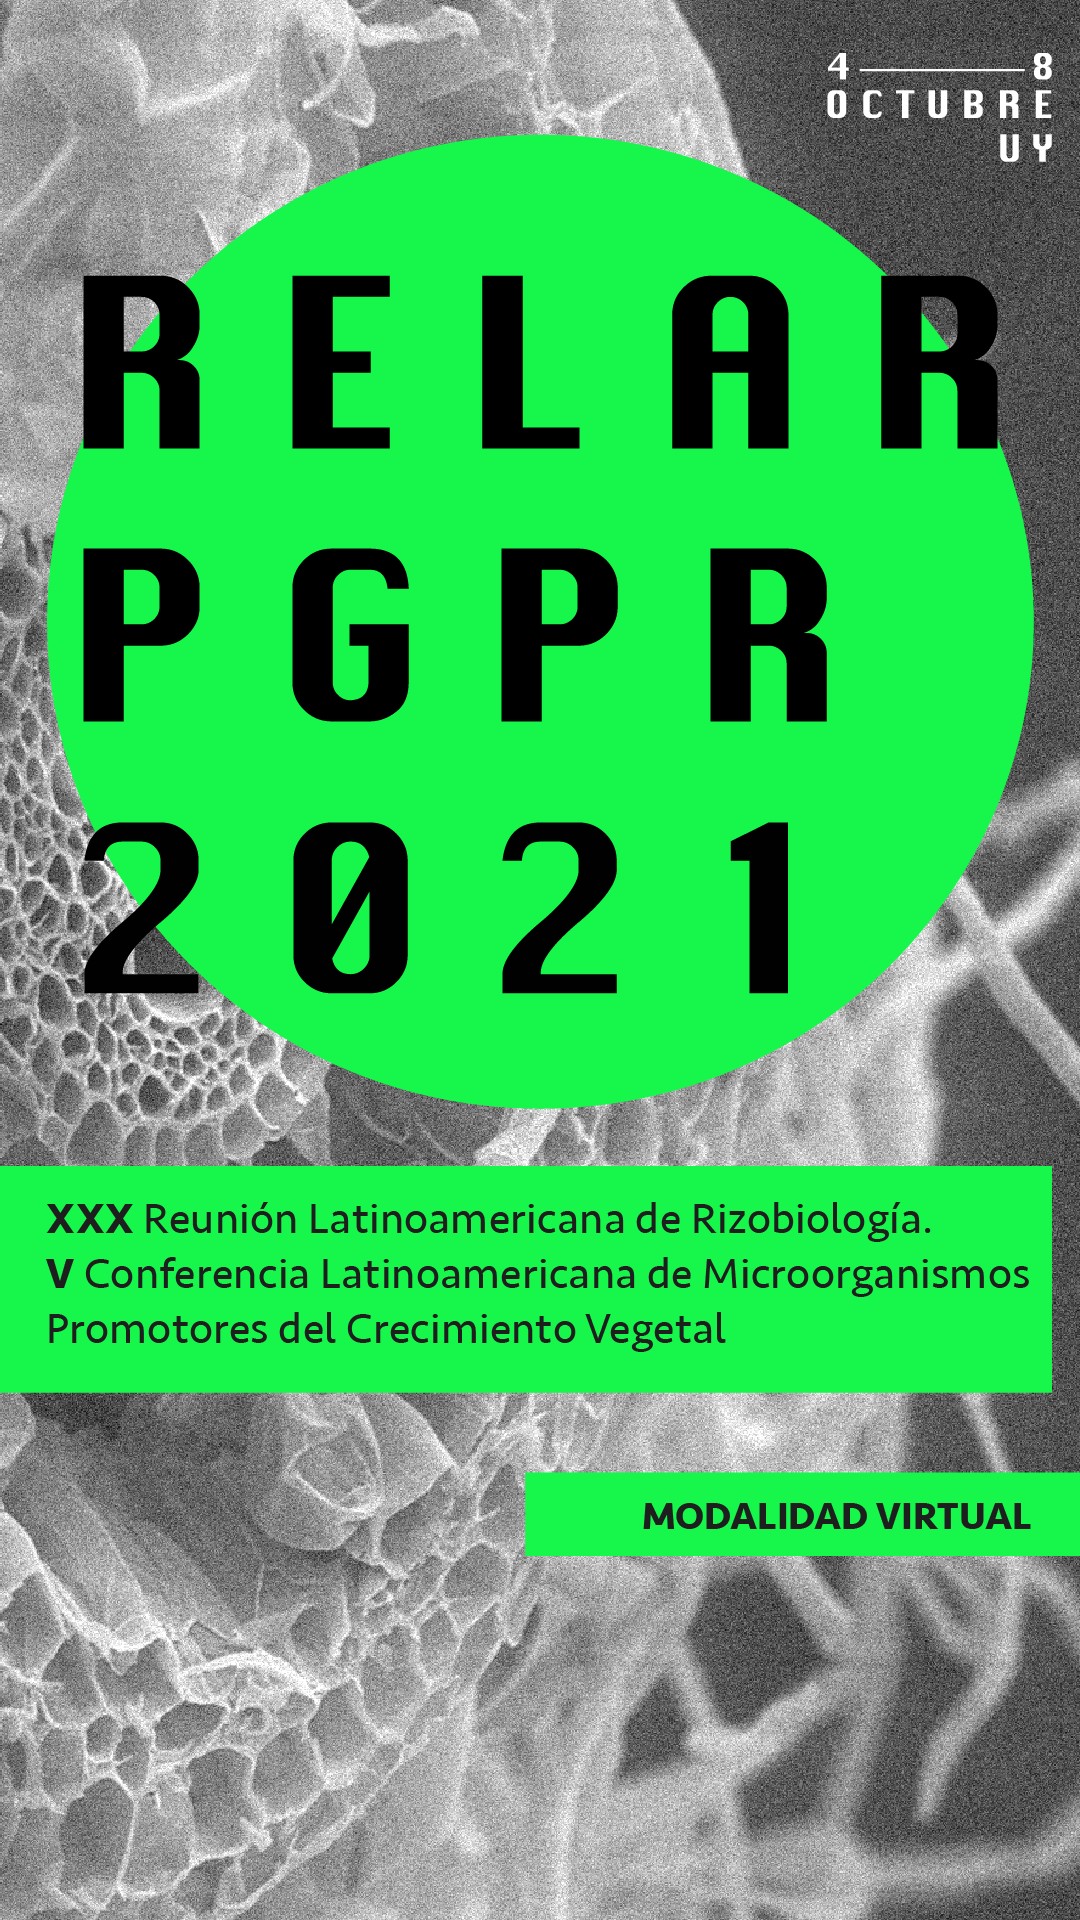 4 8
OCTUBRE
UY
RELAR
PGPR
2021
XXX Reunión Latinoamericana de Rizobiología.
V Conferencia Latinoamericana de Microorganismos
Promotores del Crecimiento Vegetal
MODALIDAD VIRTUAL